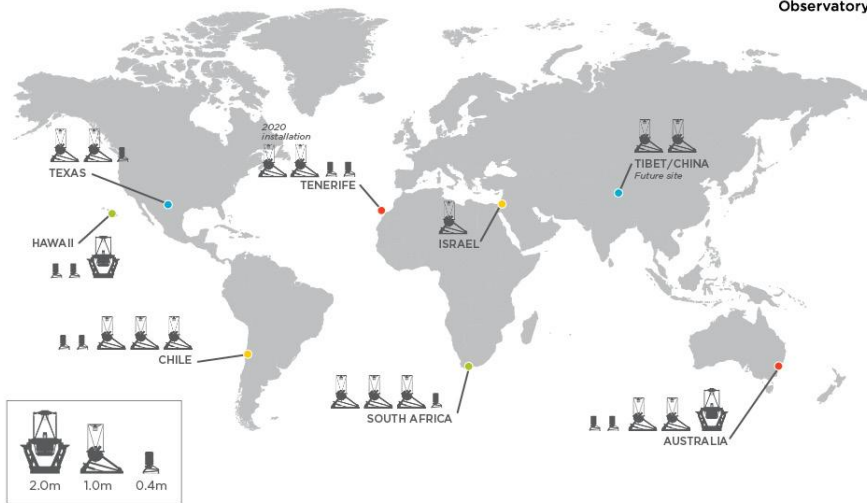 Observatory
2020
installation
TEXAS
TENERIFE
TIBET/CHINA
Future site
HAWAII
ISRAEL
CHILE
SOUTH AFRICA
AUSTRALIA
2.0m 1.0m 0.4m